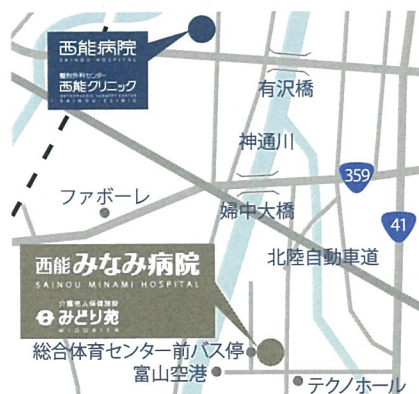 西能病院
SAINOU HOSPITAL
整形外科センター
西能クリニック
ORTHOPAEDIC SURGERY CENTER
SAINOU CLINIC
有沢橋
神通川
359
ファボーレ
婦中大橋
41
北陸自動車道
西能みなみ病院
SAINOU MINAMI HOSPITAL
介護老人保健施設
みどり苑
MIDORIEN
総合体育センター前バス停
富山空港
テクノホール